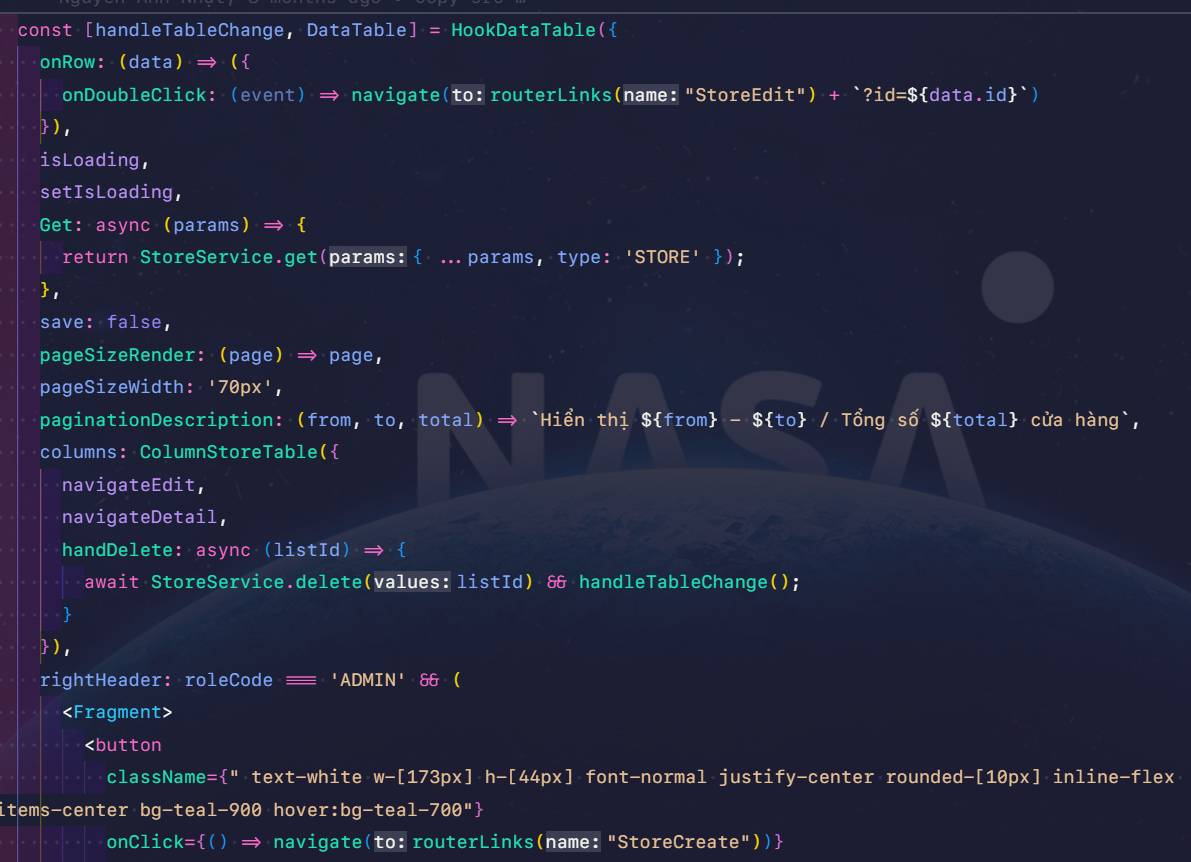 const [handleTableChange, DataTable] = HookDataTable({
onRow: (data) => ({
onDoubleClick: (event) => navigate(to: routerLinks(name: "StoreEdit") + `?id=${data.id}`)
}),
isLoading,
setIsLoading,
Get: async (params) => {
return StoreService.get(params: { ...params, type: 'STORE' });
},
save: false,
pageSizeRender: (page) => page,
pageSizeWidth: '70px',
paginationDescription: (from, to, total) => `Hiển thị ${from} - ${to} / Tổng số ${total} cửa hàng`,
columns: ColumnStoreTable({
navigateEdit,
navigateDetail,
handDelete: async (listId) => {
await StoreService.delete(values: listId) && handleTableChange();
}
}),
rightHeader: roleCode === 'ADMIN' && (
<Fragment>
<button
className={" text-white w-[173px] h-[44px] font-normal justify-center rounded-[10px] inline-flex
items-center bg-teal-900 hover:bg-teal-700"}
onClick={() => navigate(to: routerLinks(name: "StoreCreate"))}
NASA